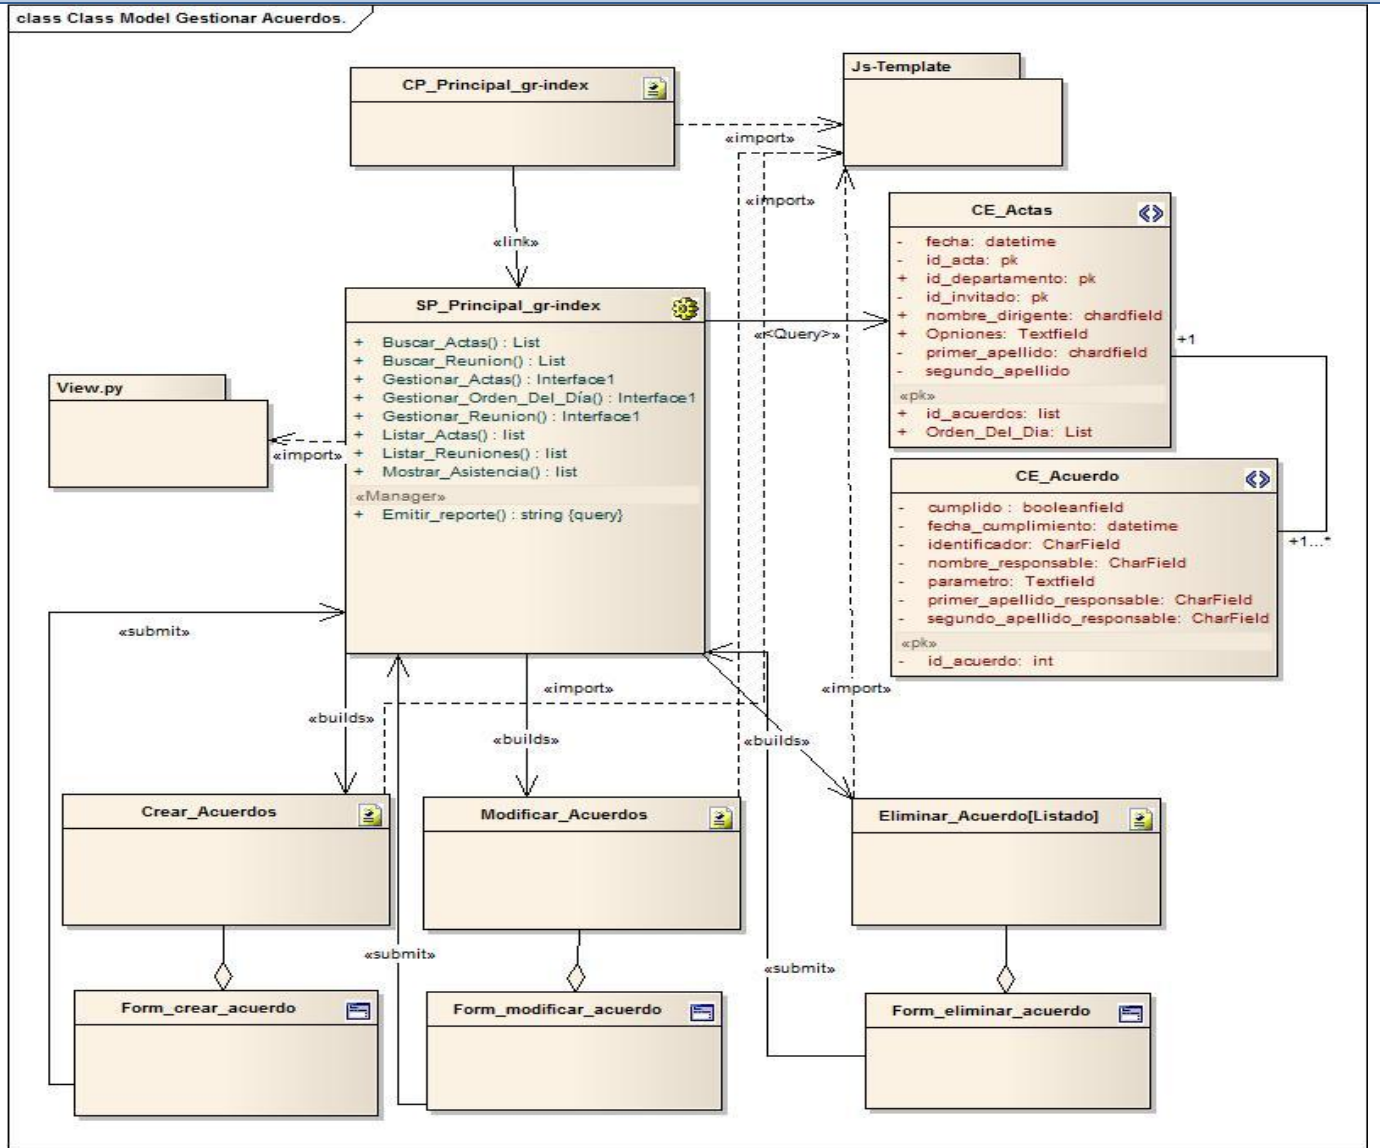 class Class Model Gestionar Acuerdos.
CP_Principal_gr-index
Js-Template
«import»
«import»
«link»
CE_Actas
- fecha: datetime
- id_acta: pk
+ id_departamento: pk
- id_invitado: pk
+ nombre_dirigente: chardfield
+ Opniones: Textfield
- primer_apellido: chardfield
- segundo_apellido
«pk»
+ id_acuerdos: list
+ Orden_Del_Dia: List
SP_Principal_gr-index
+ Buscar_Actas() : List
+ Buscar_Reunion() : List
+ Gestionar_Actas() : Interface1
+ Gestionar_Orden_Del_Día() : Interface1
+ Gestionar_Reunion() : Interface1
+ Listar_Actas() : list
+ Listar_Reuniones() : list
+ Mostrar_Asistencia() : list
«Manager»
+ Emitir_reporte() : string {query}
«r<Query>»
+1
View.py
«import»
CE_Acuerdo
- cumplido : booleanfield
- fecha_cumplimiento: datetime
- identificador: CharField
- nombre_responsable: CharField
- parametro: Textfield
- primer_apellido_responsable: CharField
- segundo_apellido_responsable: CharField
«pk»
- id_acuerdo: int
+1...*
«submit»
«import»
«import»
«builds»
«builds»
«builds»
Crear_Acuerdos
Modificar_Acuerdos
Eliminar_Acuerdo[Listado]
«submit»
«submit»
Form_crear_acuerdo
Form_modificar_acuerdo
Form_eliminar_acuerdo